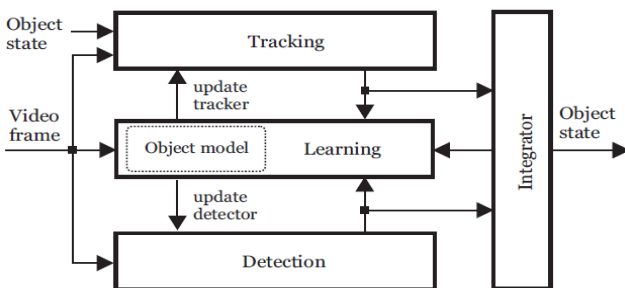 Object
state
Tracking
update
tracker
Video
frame
Object model
Learning
Integrator
Object
state
update
detector
Detection